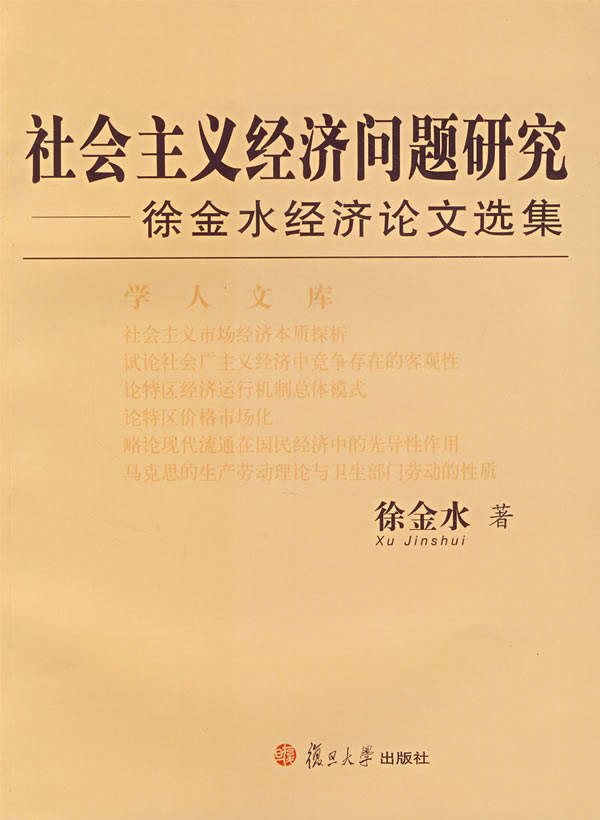 社会主义经济问题研究
——徐金水经济论文选集
学人文库
社会主义市场经济本质探析
试论社会广主义经济中竞争存在的客观性
论特区经济运行机制总体模式
论特区价格市场化
略论现代流通在国民经济中的先导性作用
马克思的生产劳动理论与卫生部门劳动的性质
徐金水 著
Xu Jinshui
復旦大學出版社